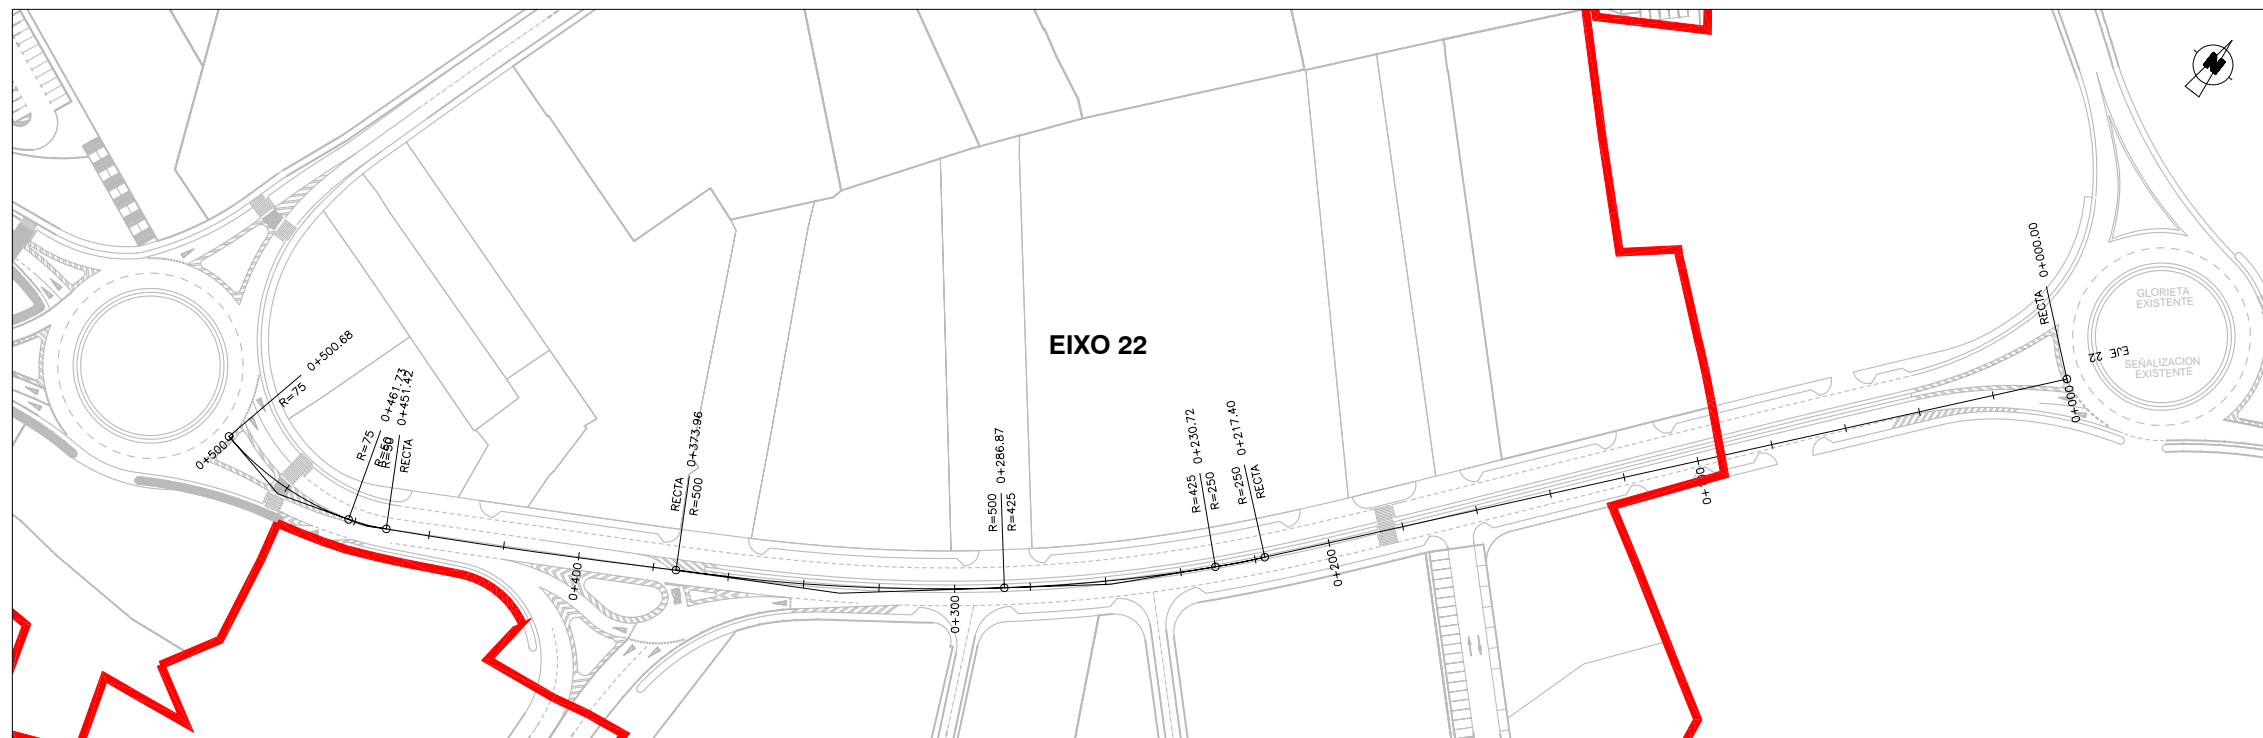 N
EIXO 22
GLORIETA
EXISTENTE
SEÑALIZACION
EXISTENTE
EJE 22
RECTA 0+000.00
0+000
0+100
0+200
R=250 0+217.40
RECTA
R=425 0+230.72
R=250
R=500 0+286.87
R=425
0+300
RECTA 0+373.96
R=500
0+400
0+451.42
RECTA
R=75 0+461.73
0+500.68
R=75
0+500